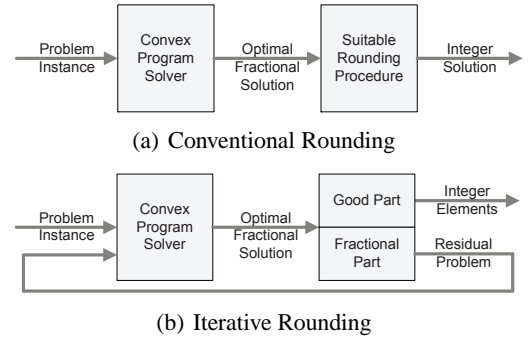 Problem
Instance
Convex
Program
Solver
Optimal
Fractional
Solution
Suitable
Rounding
Procedure
Integer
Solution
(a) Conventional Rounding
Problem
Instance
Convex
Program
Solver
Optimal
Fractional
Solution
Good Part
Fractional
Part
Integer
Elements
Residual
Problem
(b) Iterative Rounding